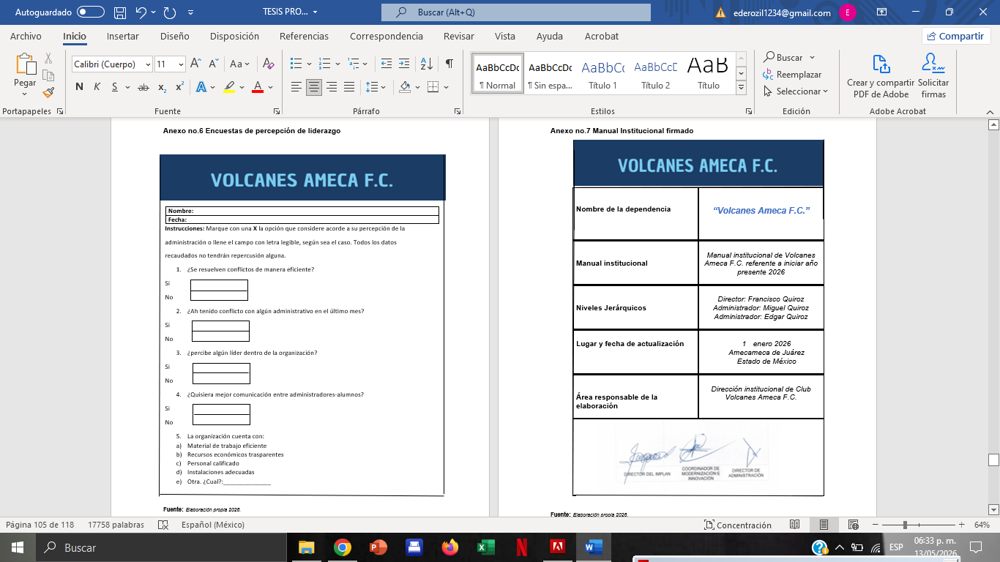 Autoguardado
TESIS PRO...
Buscar (Alt+Q)
ederozil1234@gmail.com
E
Archivo
Inicio
Insertar
Diseño
Disposición
Referencias
Correspondencia
Revisar
Vista
Ayuda
Acrobat
Compartir
Pegar
Portapapeles
Calibri (Cuerpo)
11
Fuente
Párrafo
AaBbCcDc
¶ Normal
AaBbCcDc
¶ Sin espa...
AaBbCc
Título 1
AaBbCcD
Título 2
AaB
Título
Estilos
Buscar
Reemplazar
Seleccionar
Edición
Crear y compartir
PDF de Adobe
Solicitar
firmas
Adobe Acrobat
Anexo no.6 Encuestas de percepción de liderazgo
VOLCANES AMECA F.C.
Nombre:
Fecha:
Instrucciones: Marque con una X la opción que considere acorde a su percepción de la
administración o llene el campo con letra legible, según sea el caso. Todos los datos
recaudados no tendrán repercusión alguna.
1. ¿Se resuelven conflictos de manera eficiente?
Si
No
2. ¿Ah tenido conflicto con algún administrativo en el último mes?
Si
No
3. ¿percibe algún líder dentro de la organización?
Si
No
4. ¿Quisiera mejor comunicación entre administradores-alumnos?
Si
No
5. La organización cuenta con:
a) Material de trabajo eficiente
b) Recursos económicos trasparentes
c) Personal calificado
d) Instalaciones adecuadas
e) Otra. ¿Cual?:______________
Fuente: Elaboración propia 2026.
Anexo no.7 Manual Institucional firmado
VOLCANES AMECA F.C.
Nombre de la dependencia
“Volcanes Ameca F.C.”
Manual institucional
Manual institucional de Volcanes
Ameca F.C. referente a iniciar año
presente 2026
Niveles Jerárquicos
Director: Francisco Quiroz
Administrador: Miguel Quiroz
Administrador: Edgar Quiroz
Lugar y fecha de actualización
1 enero 2026
Amecameca de Juárez
Estado de México
Área responsable de la
elaboración
Dirección institucional de Club
Volcanes Ameca F.C.
DIRECTOR DEL IMPLAN
COORDINADOR DE
MODERNIZACIÓN E
INNOVACIÓN
DIRECTOR DE
ADMINISTRACIÓN
Fuente: Elaboración propia 2026.
Página 105 de 118
17758 palabras
Español (México)
Concentración
64%
Buscar
ESP
06:33 p. m.
13/05/2026